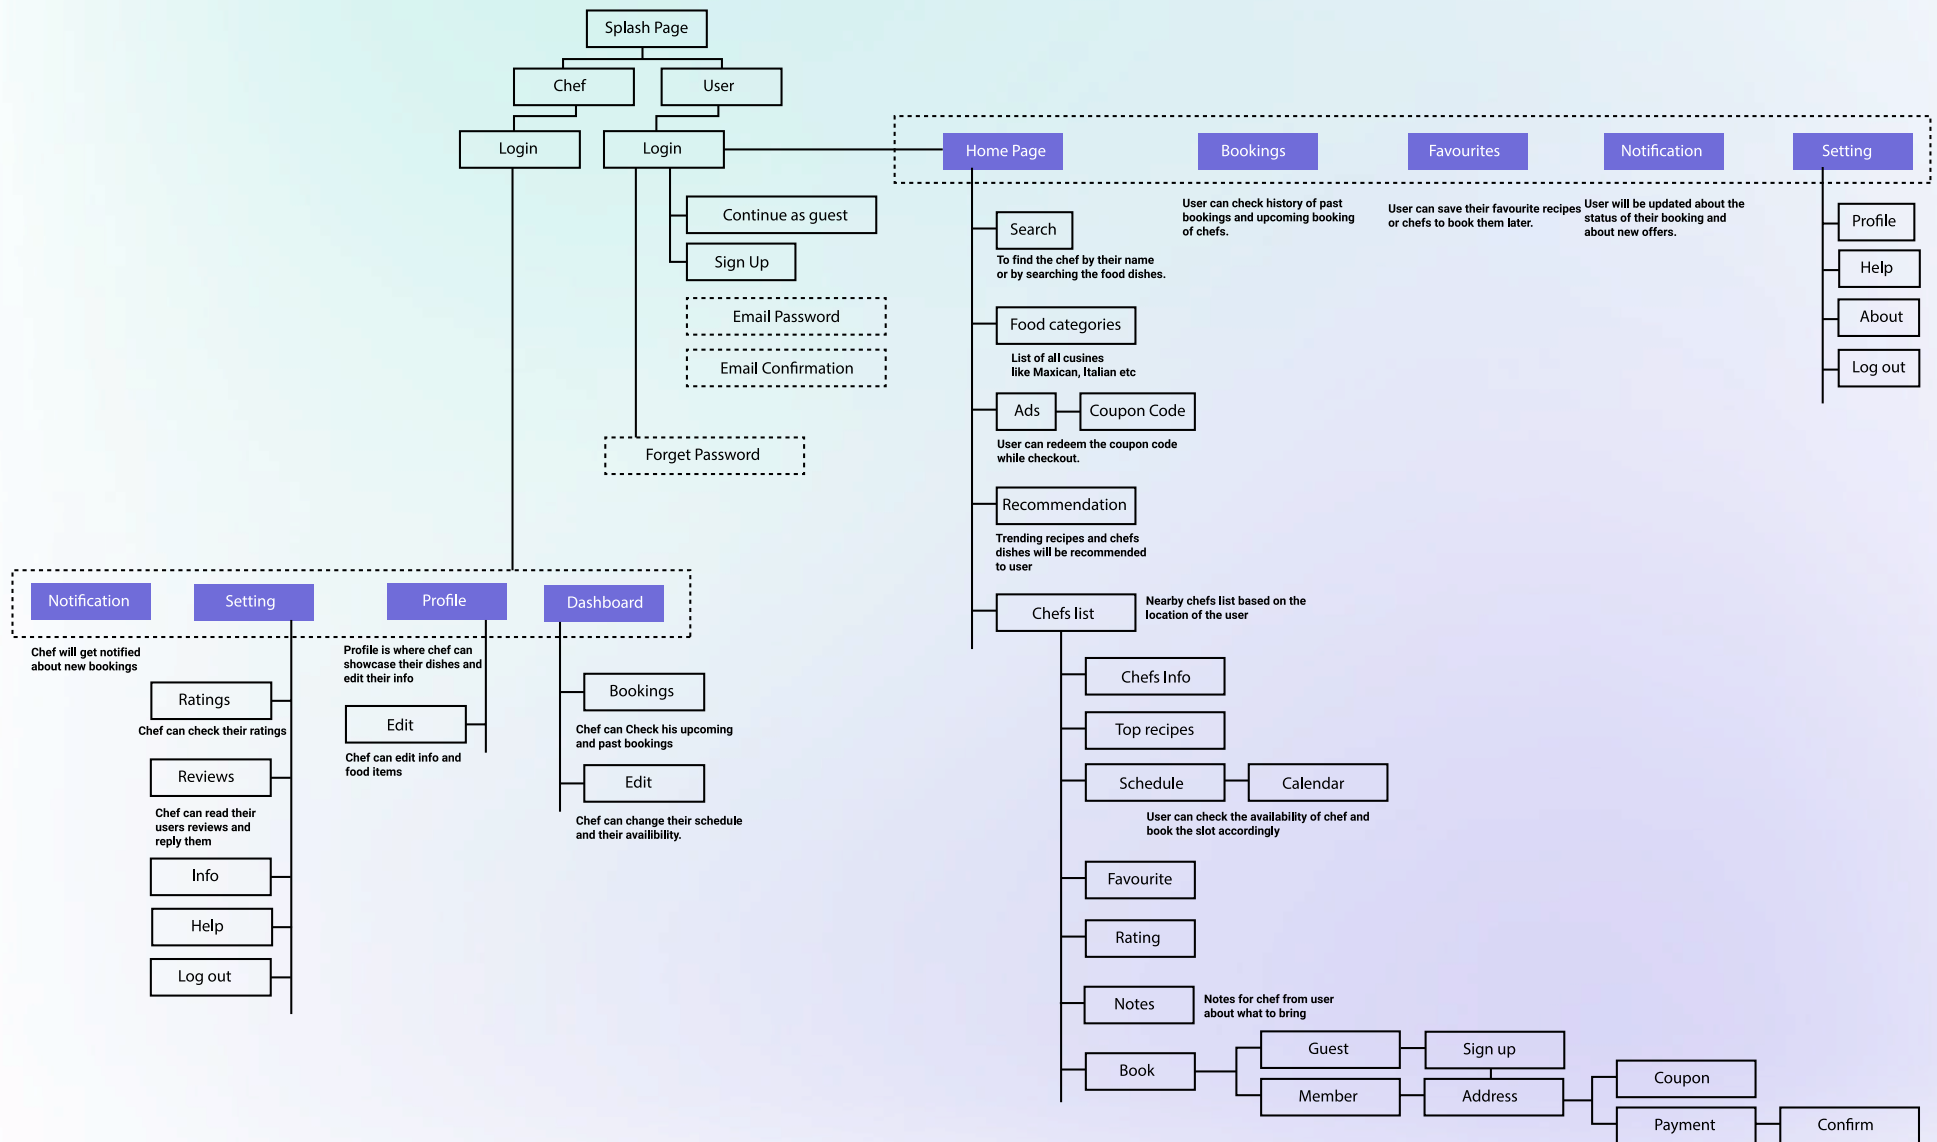 Splash Page
Chef
User
Login
Login
Continue as guest
Sign Up
Email Password
Email Confirmation
Forget Password
Home Page
Bookings
Favourites
Notification
Setting
User can check history of past
bookings and upcoming booking
of chefs.
User can save their favourite recipes
or chefs to book them later.
User will be updated about the
status of their booking and
about new offers.
Profile
Help
About
Log out
Search
To find the chef by their name
or by searching the food dishes.
Food categories
List of all cusines
like Maxican, Italian etc
Ads
Coupon Code
User can redeem the coupon code
while checkout.
Recommendation
Trending recipes and chefs
dishes will be recommended
to user
Chefs list
Nearby chefs list based on the
location of the user
Chefs Info
Top recipes
Schedule
Calendar
User can check the availability of chef and
book the slot accordingly
Favourite
Rating
Notes
Notes for chef from user
about what to bring
Book
Guest
Sign up
Member
Address
Coupon
Payment
Confirm
Notification
Setting
Profile
Dashboard
Chef will get notified
about new bookings
Ratings
Chef can check their ratings
Reviews
Chef can read their
users reviews and
reply them
Info
Help
Log out
Profile is where chef can
showcase their dishes and
edit their info
Edit
Chef can edit info and
food items
Bookings
Chef can Check his upcoming
and past bookings
Edit
Chef can change their schedule
and their availibility.